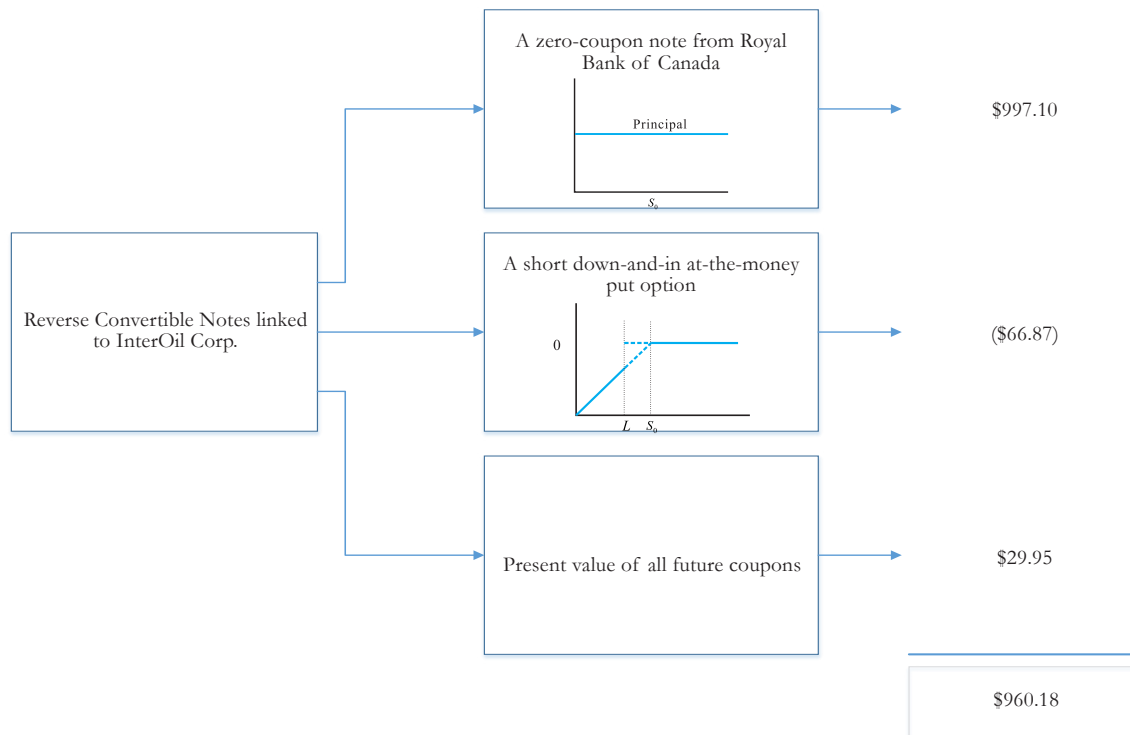 A zero-coupon note from Royal
Bank of Canada
Principal
S₀
$997.10
Reverse Convertible Notes linked
to InterOil Corp.
A short down-and-in at-the-money
put option
0
L S₀
($66.87)
Present value of all future coupons
$29.95
$960.18